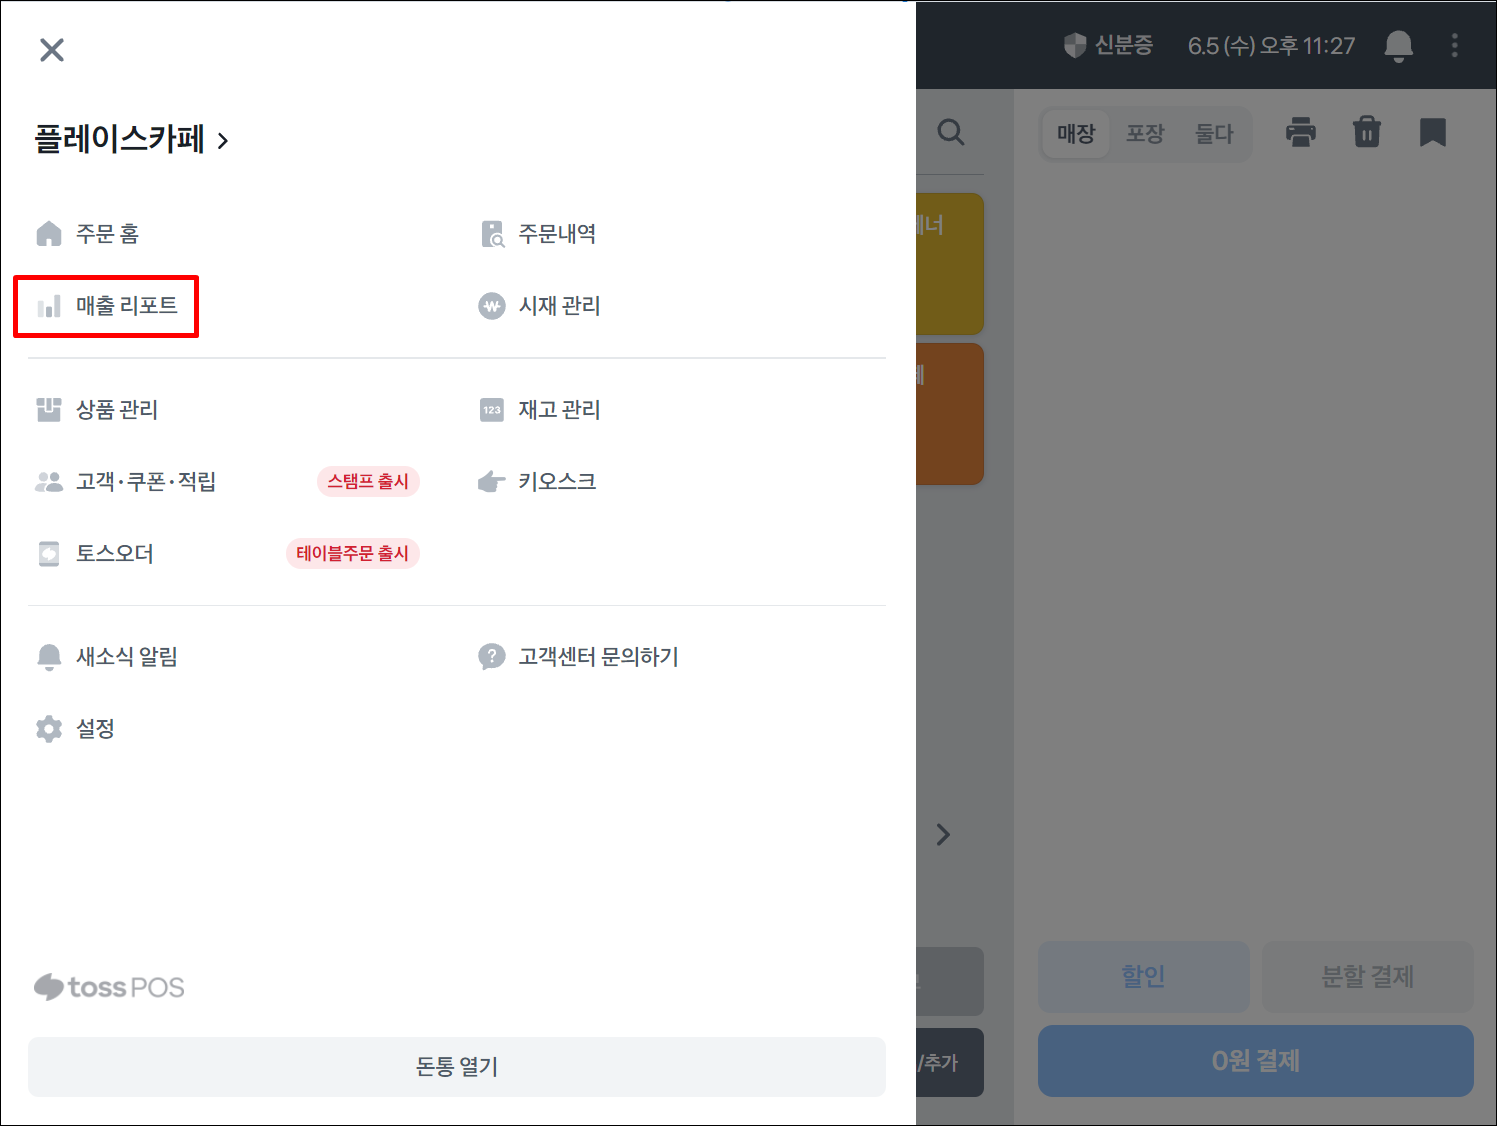 플레이스카페
주문 홈
주문내역
매출 리포트
시재 관리
상품 관리
123
재고 관리
고객·쿠폰·적립
스탬프 출시
키오스크
토스오더
테이블주문 출시
새소식 알림
?
고객센터 문의하기
설정
toss POS
돈통 열기
신분증
6.5 (수) 오후 11:27
매장
포장
둘다
너
/추가
할인
분할 결제
0원 결제